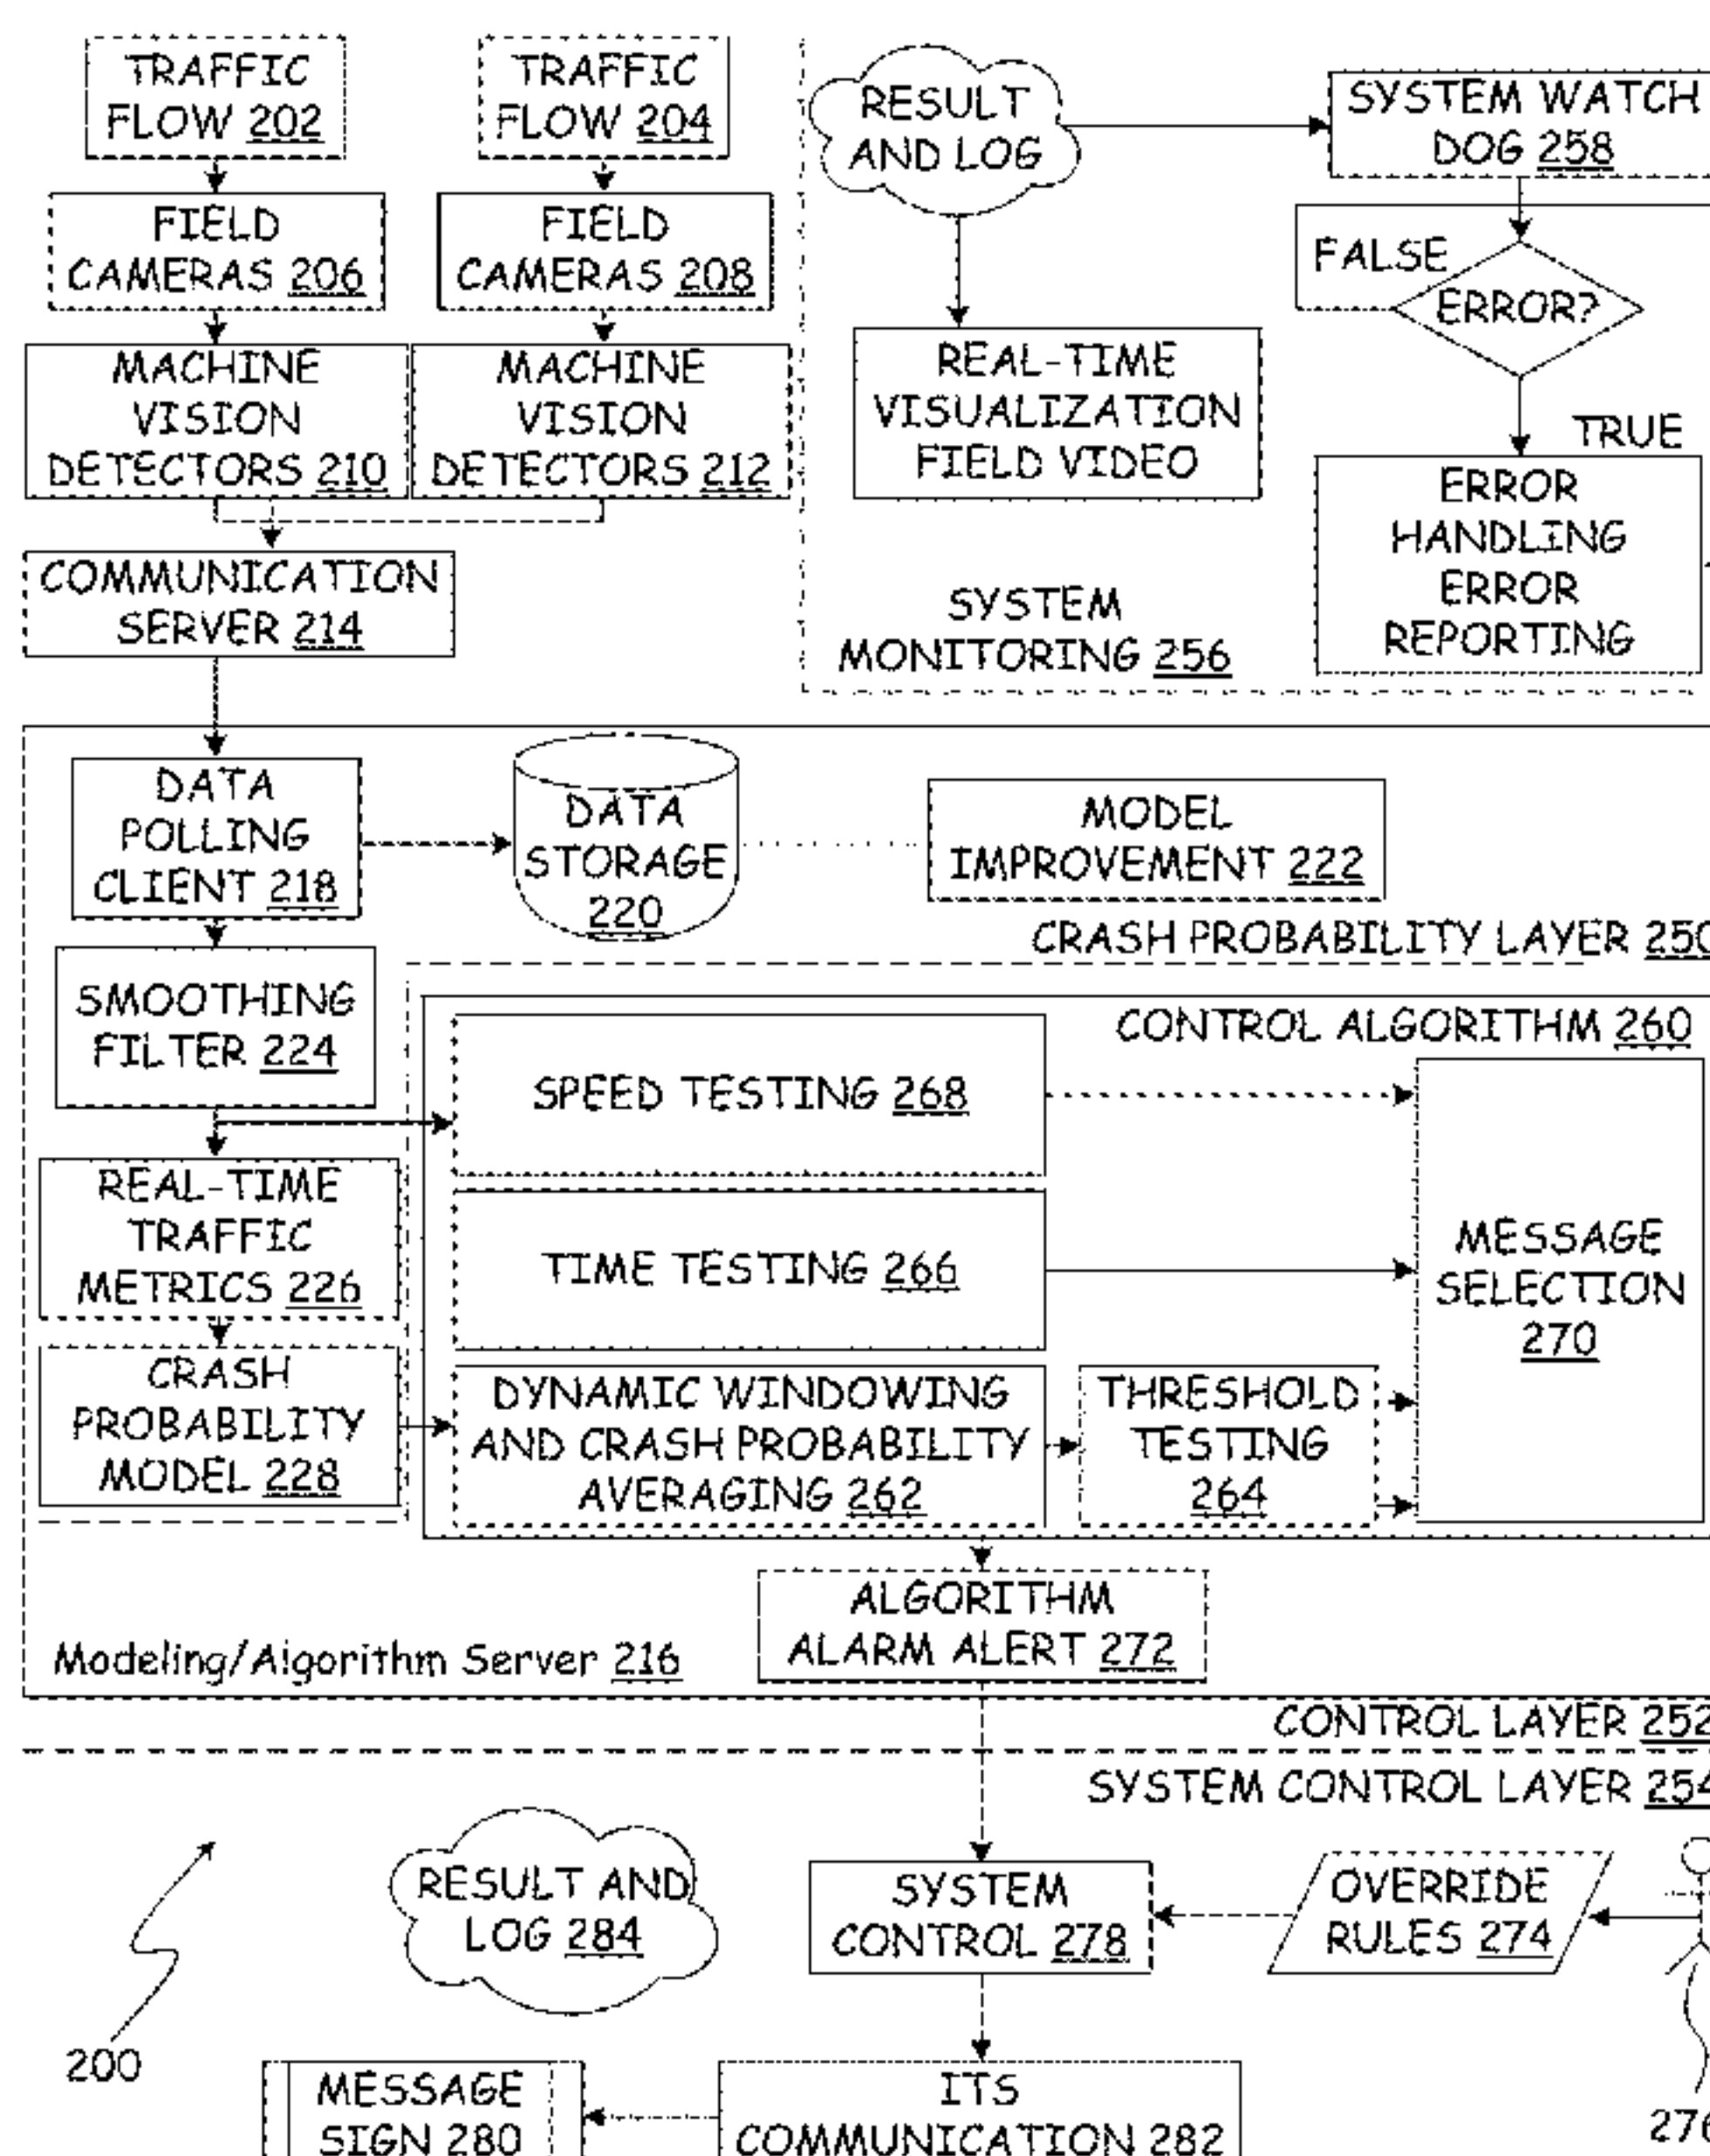 TRAFFIC
FLOW 202
TRAFFIC
FLOW 204
FIELD
CAMERAS 206
FIELD
CAMERAS 208
MACHINE
VISION
DETECTORS 210
MACHINE
VISION
DETECTORS 212
COMMUNICATION
SERVER 214
RESULT
AND LOG
SYSTEM WATCH
DOG 258
FALSE
ERROR?
TRUE
REAL-TIME
VISUALIZATION
FIELD VIDEO
ERROR
HANDLING
ERROR
REPORTING
SYSTEM
MONITORING 256
DATA
POLLING
CLIENT 218
DATA
STORAGE
220
MODEL
IMPROVEMENT 222
CRASH PROBABILITY LAYER 250
SMOOTHING
FILTER 224
CONTROL ALGORITHM 260
SPEED TESTING 268
REAL-TIME
TRAFFIC
METRICS 226
TIME TESTING 266
MESSAGE
SELECTION
270
CRASH
PROBABILITY
MODEL 228
DYNAMIC WINDOWING
AND CRASH PROBABILITY
AVERAGING 262
THRESHOLD
TESTING
264
ALGORITHM
ALARM ALERT 272
Modeling/Algorithm Server 216
CONTROL LAYER 252
SYSTEM CONTROL LAYER 254
RESULT AND
LOG 284
SYSTEM
CONTROL 278
OVERRIDE
RULES 274
200
MESSAGE
SIGN 280
ITS
COMMUNICATION 282
276